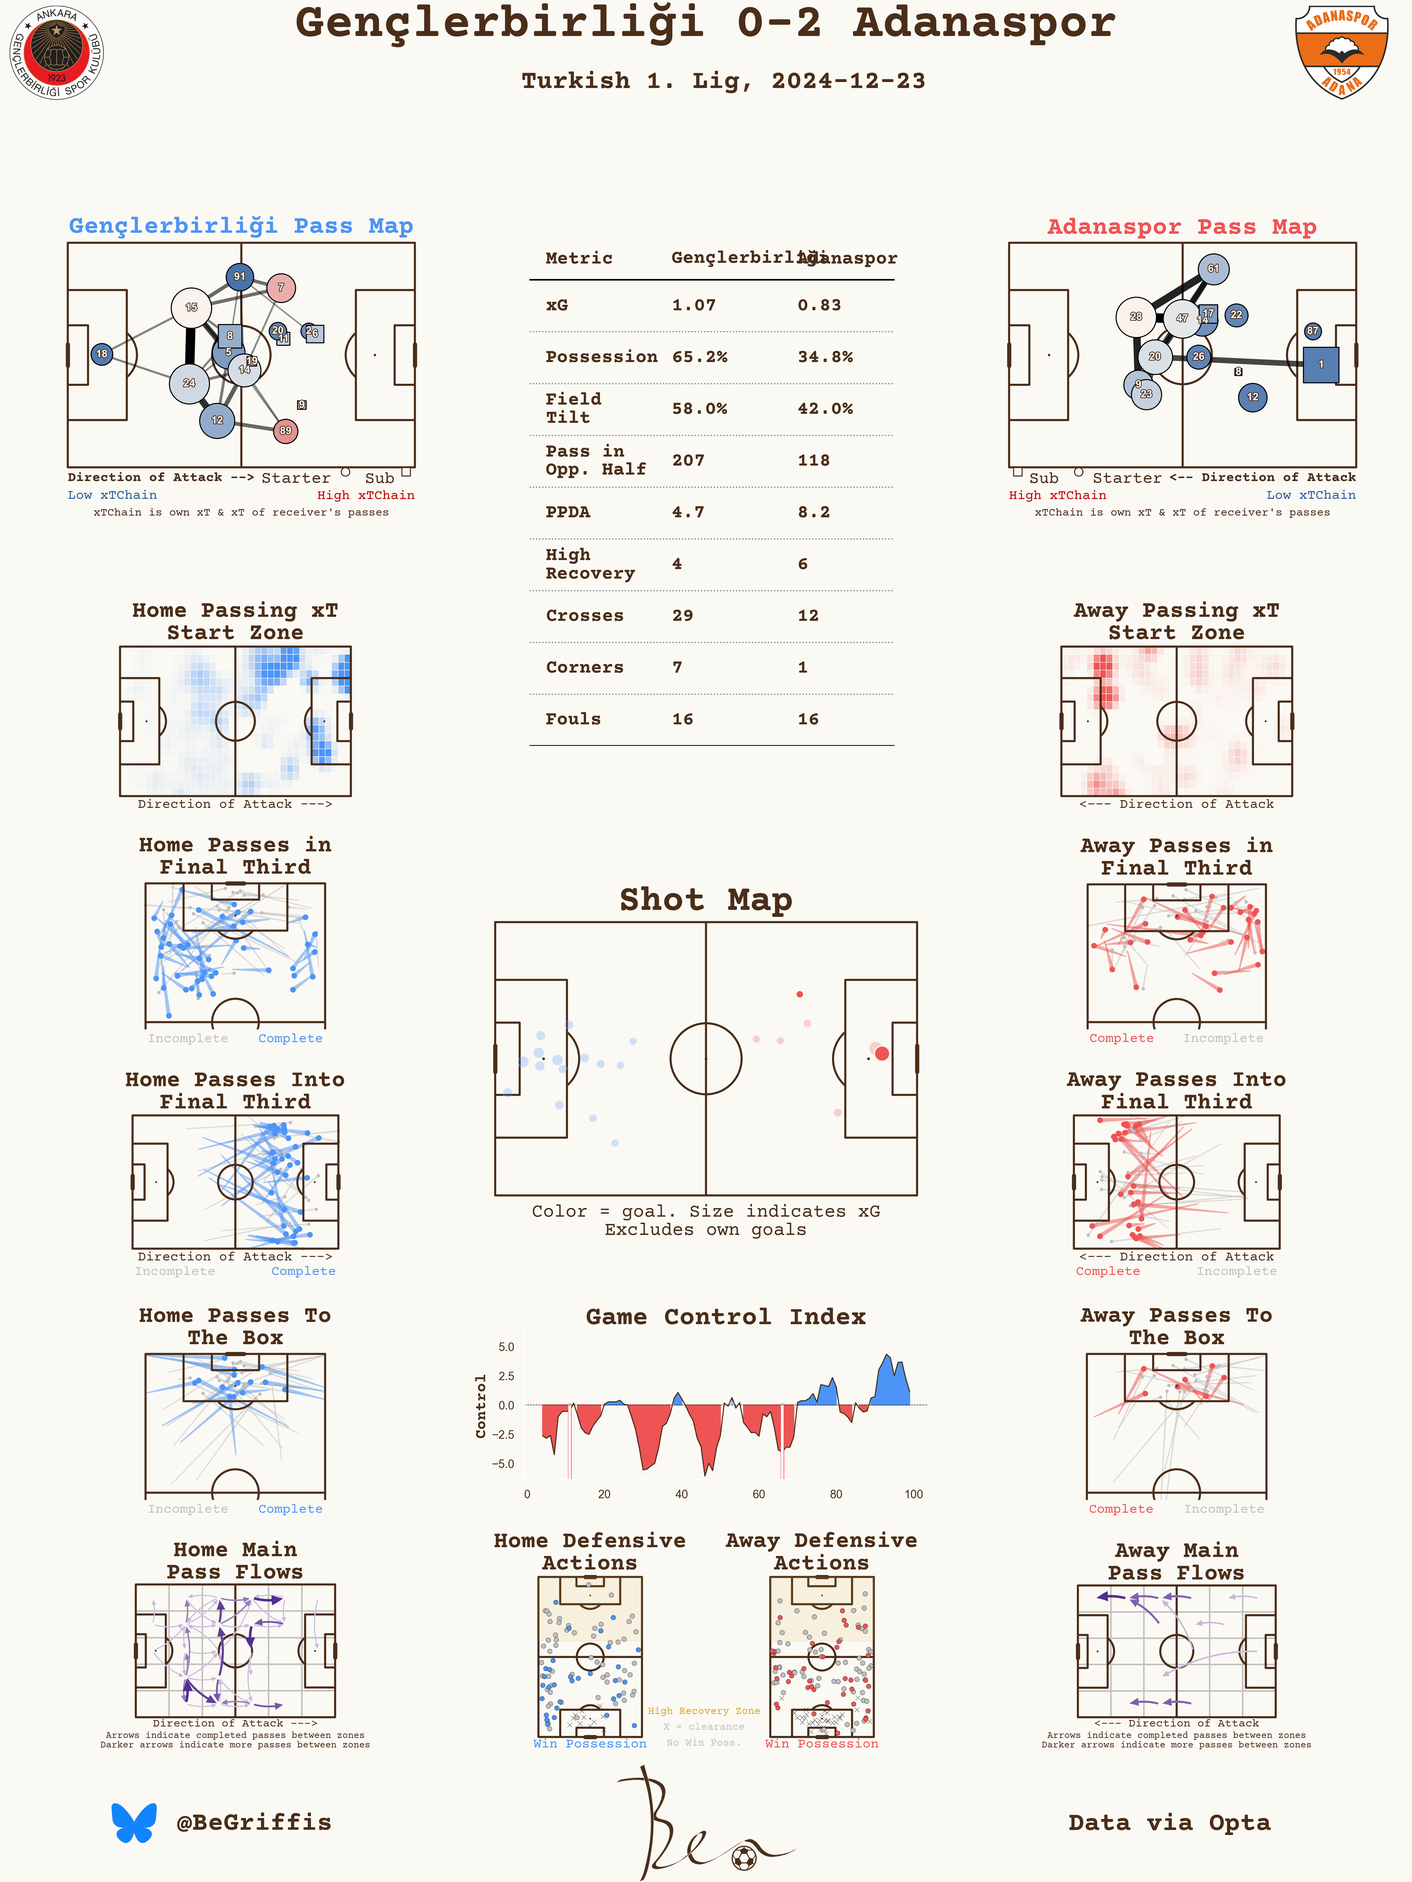 Gençlerbirliği 0-2 Adanaspor
Turkish 1. Lig, 2024-12-23
ANKARA
GENÇLERBİRLİĞİ SPOR KULÜBÜ
1923
ADANASPOR
1954
ADANA
Gençlerbirliği Pass Map
91
7
15
8
20
11
2
6
18
5
19
14
24
9
12
89
Direction of Attack --> Starter Sub
Low xTChain High xTChain
xTChain is own xT & xT of receiver's passes
Metric Gençlerbirliği Adanaspor
xG 1.07 0.83
Possession 65.2% 34.8%
Field
Tilt 58.0% 42.0%
Pass in
Opp. Half 207 118
PPDA 4.7 8.2
High
Recovery 4 6
Crosses 29 12
Corners 7 1
Fouls 16 16
Adanaspor Pass Map
61
28
47
17
14
22
87
20
26
1
8
9
23
12
Sub Starter <-- Direction of Attack
High xTChain Low xTChain
xTChain is own xT & xT of receiver's passes
Home Passing xT
Start Zone
Direction of Attack --->
Away Passing xT
Start Zone
<--- Direction of Attack
Home Passes in
Final Third
Incomplete Complete
Away Passes in
Final Third
Complete Incomplete
Shot Map
Color = goal. Size indicates xG
Excludes own goals
Home Passes Into
Final Third
Direction of Attack --->
Incomplete Complete
Away Passes Into
Final Third
<--- Direction of Attack
Complete Incomplete
Home Passes To
The Box
Incomplete Complete
Game Control Index
Control
5.0
2.5
0.0
−2.5
−5.0
0 20 40 60 80 100
Away Passes To
The Box
Complete Incomplete
Home Main
Pass Flows
Direction of Attack --->
Arrows indicate completed passes between zones
Darker arrows indicate more passes between zones
Home Defensive
Actions
Win Possession
High Recovery Zone
X = clearance
No Win Poss.
Away Defensive
Actions
Win Possession
Away Main
Pass Flows
<--- Direction of Attack
Arrows indicate completed passes between zones
Darker arrows indicate more passes between zones
@BeGriffis
Ben
Data via Opta